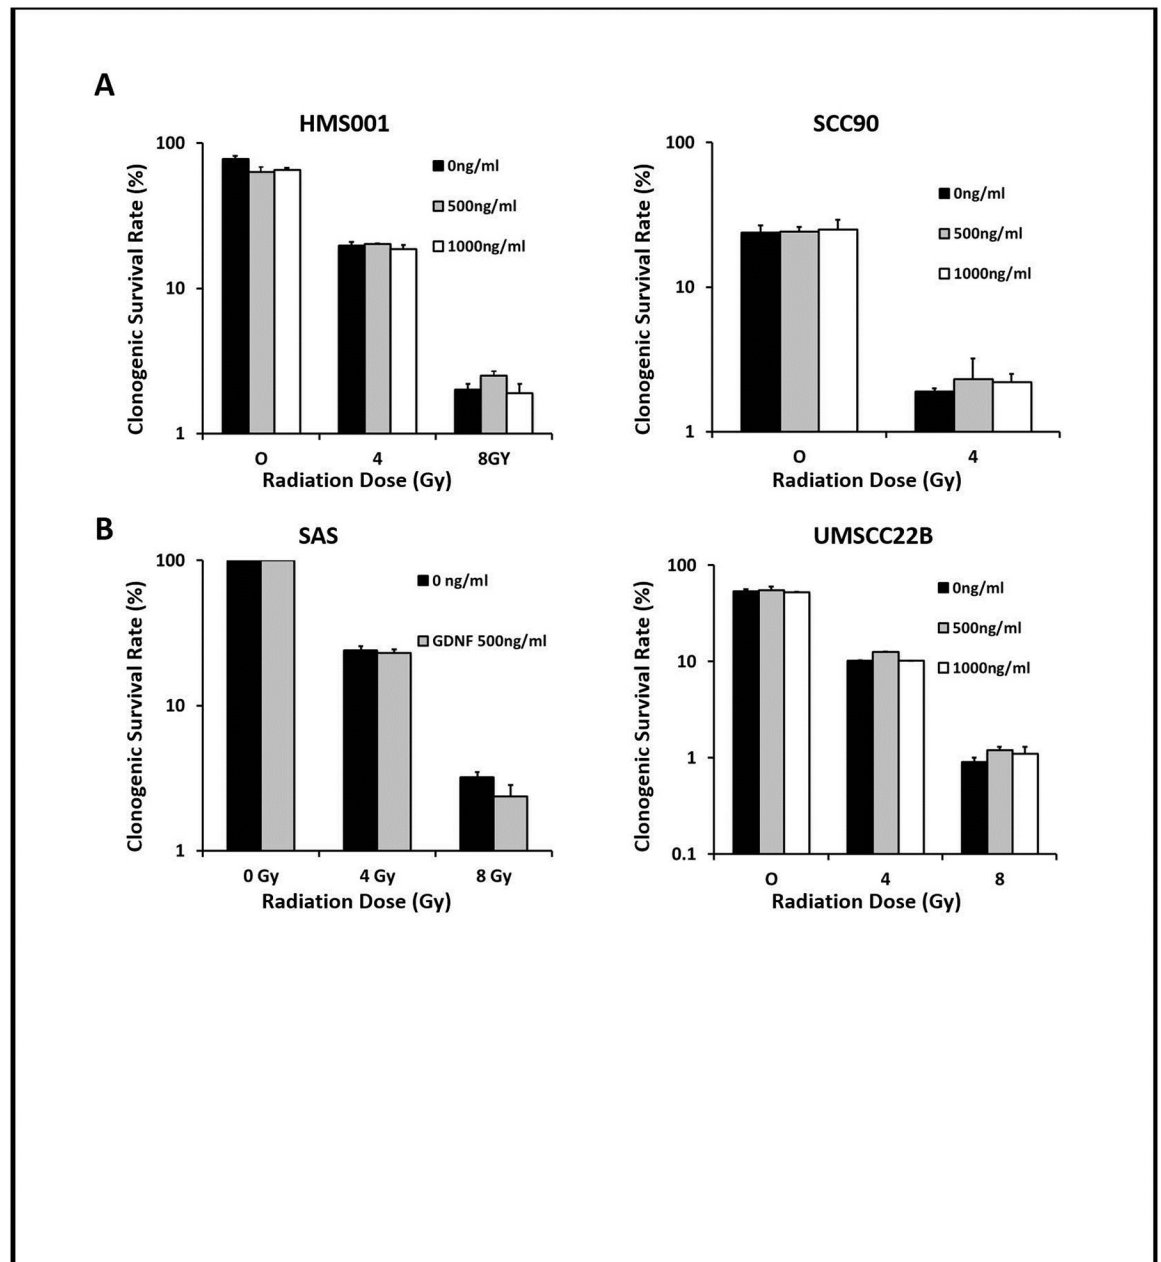 A
HMS001
100
10
1
Clonogenic Survival Rate (%)
0ng/ml
500ng/ml
1000ng/ml
O 4 8GY
Radiation Dose (Gy)
SCC90
100
10
1
Clonogenic Survival Rate (%)
0ng/ml
500ng/ml
1000ng/ml
O 4
Radiation Dose (Gy)
B
SAS
100
10
1
Clonogenic Survival Rate (%)
0 ng/ml
GDNF 500ng/ml
0 Gy 4 Gy 8 Gy
Radiation Dose (Gy)
UMSCC22B
100
10
1
0.1
Clonogenic Survival Rate (%)
0ng/ml
500ng/ml
1000ng/ml
O 4 8
Radiation Dose (Gy)